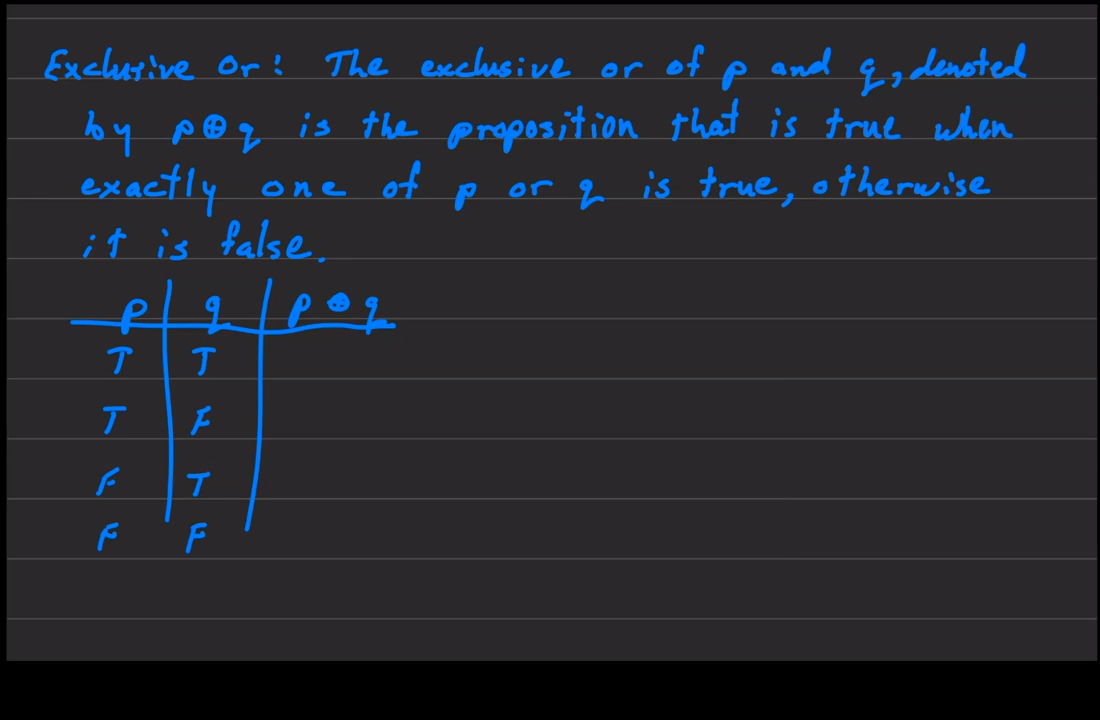 Exclusive Or: The exclusive or of p and q, denoted
by p⊕q is the proposition that is true when
exactly one of p or q is true, otherwise
it is false.
p q p ⊕ q
T T
T F
F T
F F